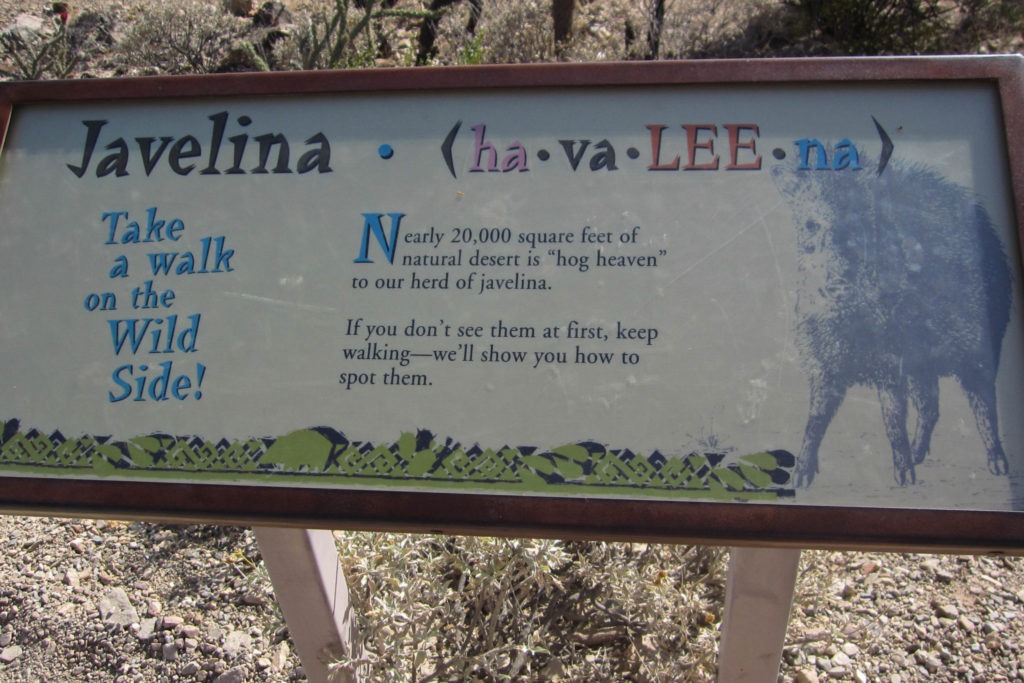 Javelina • (ha•va•LEE•na)
Take
a walk
on the
Wild
Side!
Nearly 20,000 square feet of
natural desert is “hog heaven”
to our herd of javelina.
If you don’t see them at first, keep
walking—we’ll show you how to
spot them.